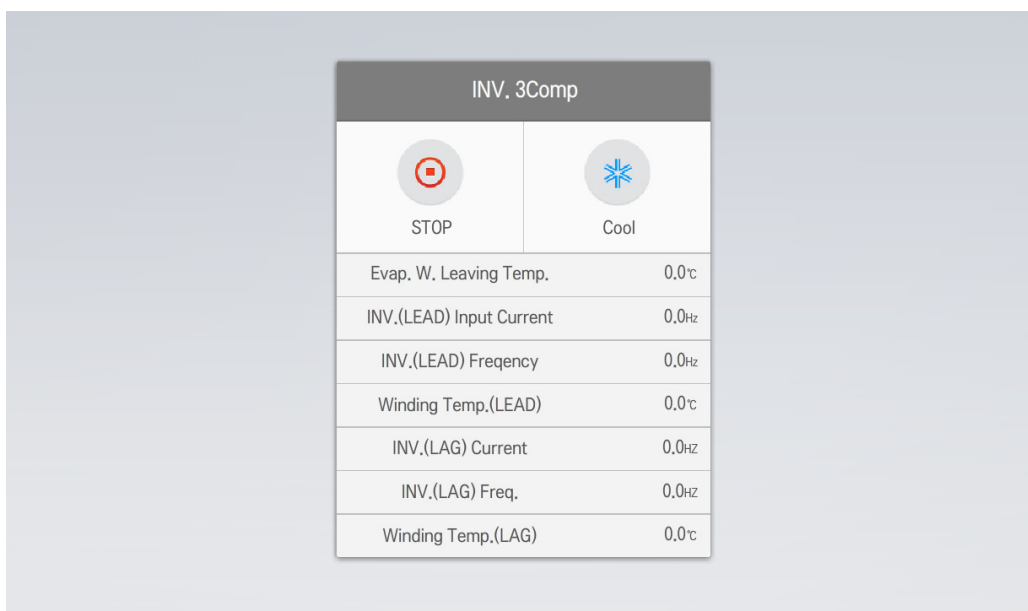 INV. 3Comp
STOP Cool
Evap. W. Leaving Temp. 0.0℃
INV.(LEAD) Input Current 0.0Hz
INV.(LEAD) Freqency 0.0Hz
Winding Temp.(LEAD) 0.0℃
INV.(LAG) Current 0.0HZ
INV.(LAG) Freq. 0.0HZ
Winding Temp.(LAG) 0.0℃